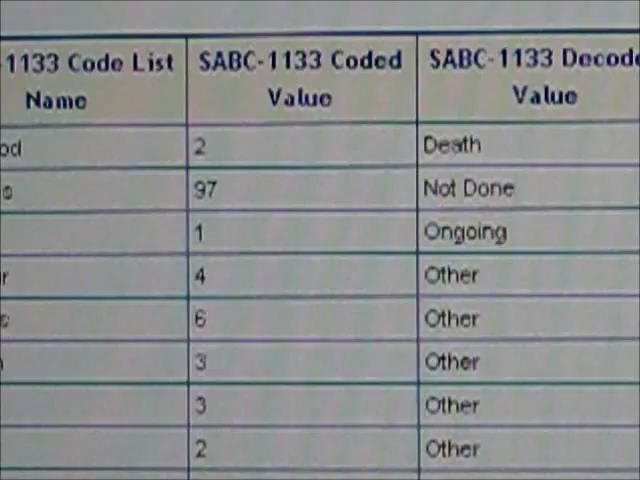 -1133 Code List Name SABC-1133 Coded Value SABC-1133 Decode Value
od 2 Death
97 Not Done
1 Ongoing
r 4 Other
6 Other
3 Other
3 Other
2 Other